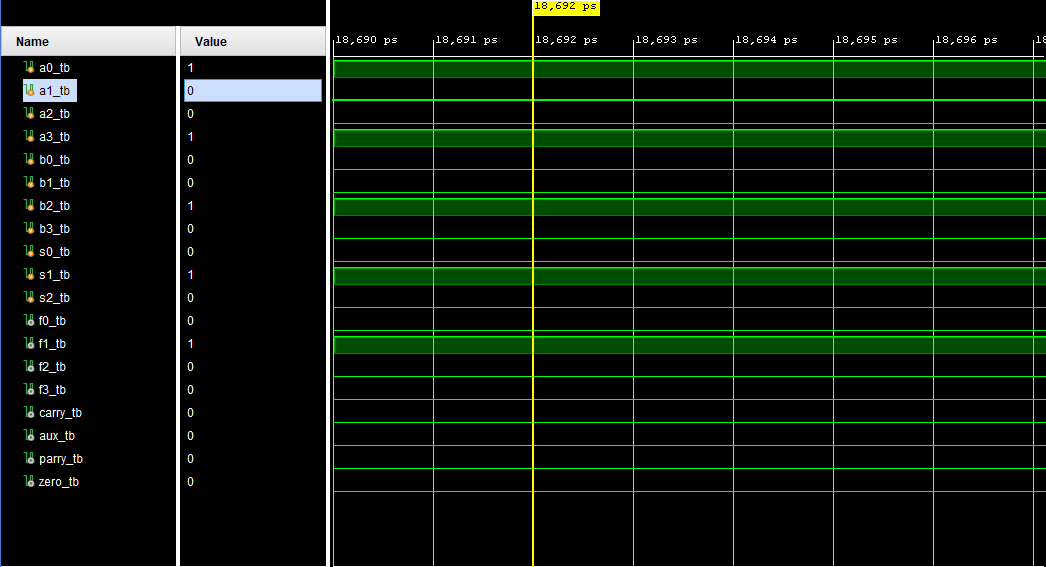 18,692 ps
Name Value
18,690 ps 18,691 ps 18,692 ps 18,693 ps 18,694 ps 18,695 ps 18,696 ps 18
a0_tb 1
a1_tb 0
a2_tb 0
a3_tb 1
b0_tb 0
b1_tb 0
b2_tb 1
b3_tb 0
s0_tb 0
s1_tb 1
s2_tb 0
f0_tb 0
f1_tb 1
f2_tb 0
f3_tb 0
carry_tb 0
aux_tb 0
parry_tb 0
zero_tb 0